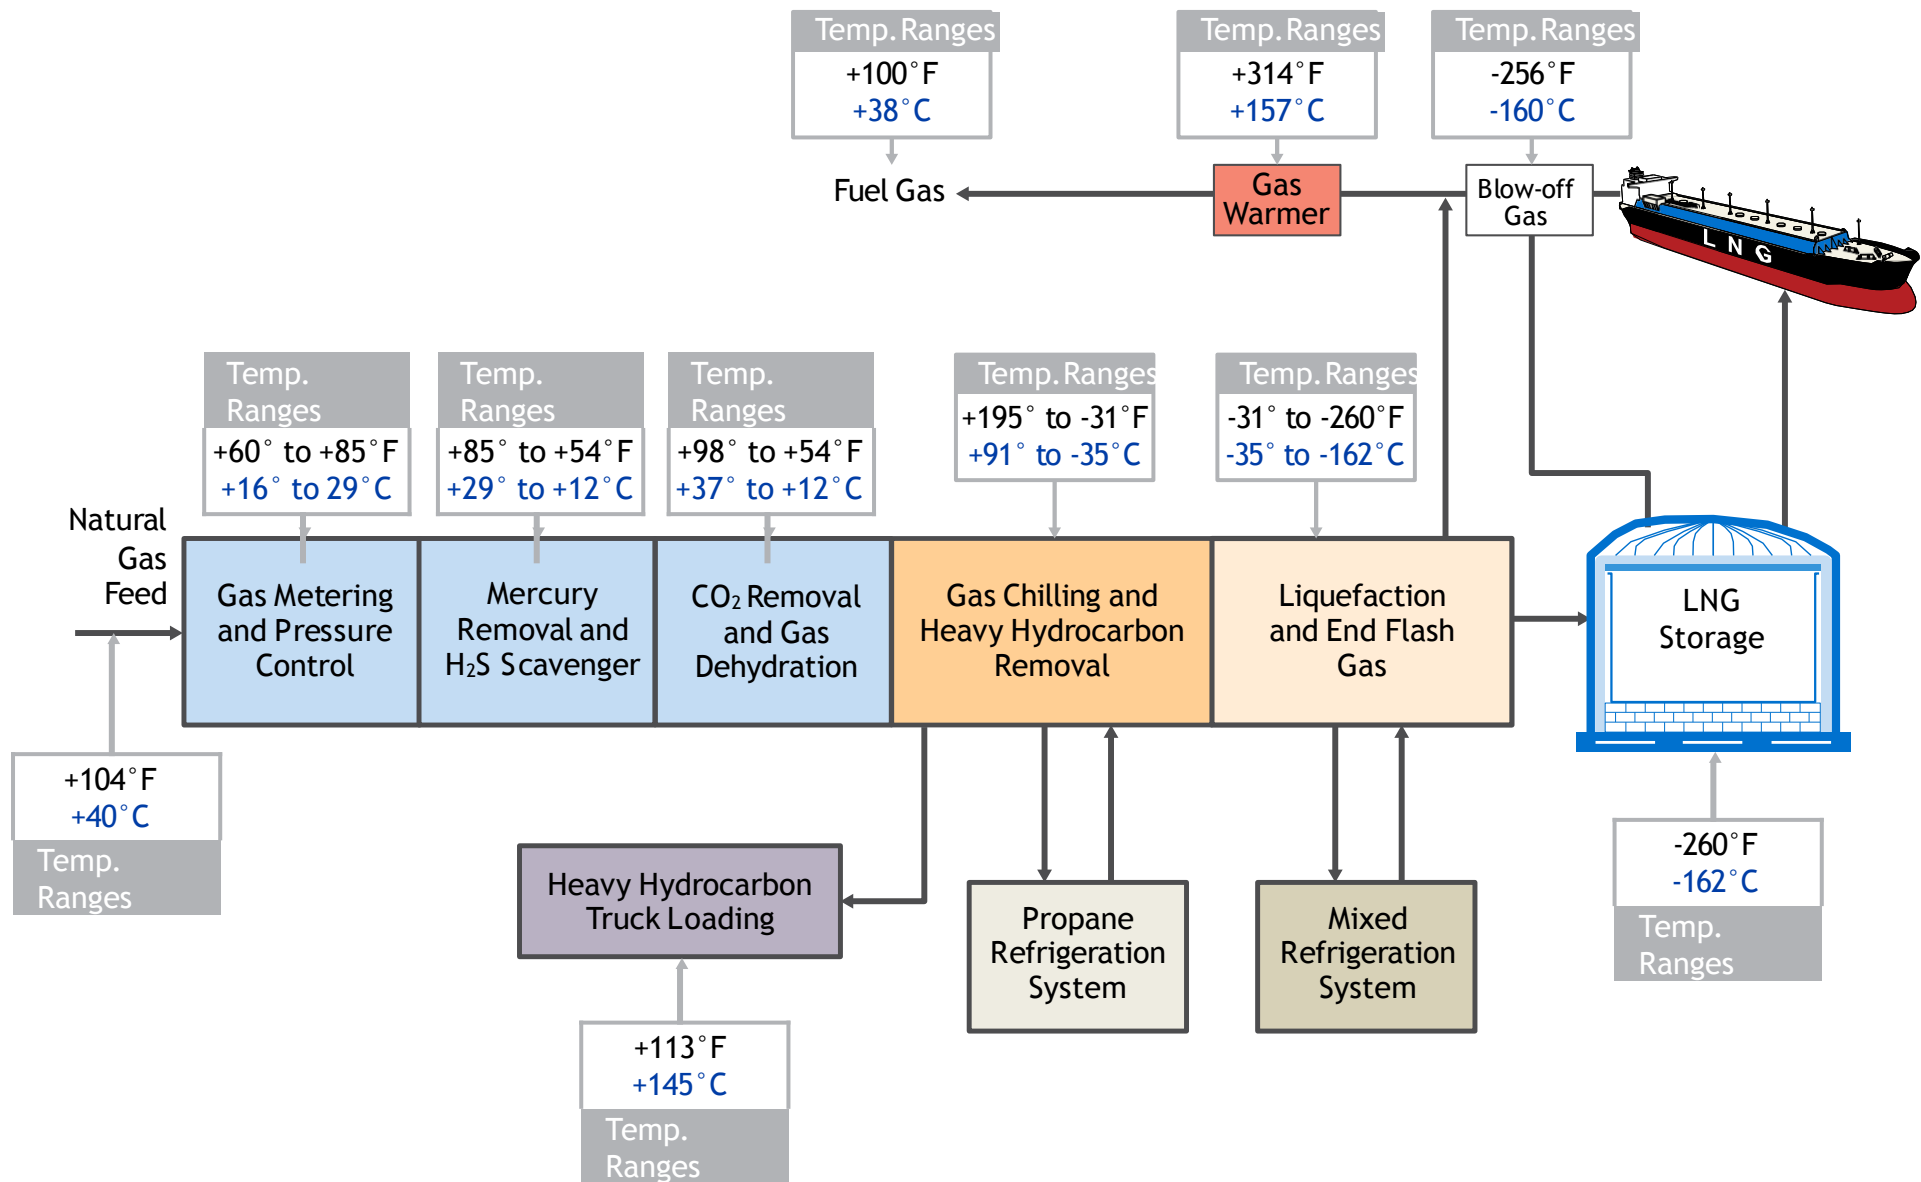 Temp. Ranges
+100°F
+38°C
Temp. Ranges
+314°F
+157°C
Temp. Ranges
-256°F
-160°C
Fuel Gas
Gas
Warmer
Blow-off
Gas
LNG
Temp.
Ranges
+60° to +85°F
+16° to 29°C
Temp.
Ranges
+85° to +54°F
+29° to +12°C
Temp.
Ranges
+98° to +54°F
+37° to +12°C
Temp. Ranges
+195° to -31°F
+91° to -35°C
Temp. Ranges
-31° to -260°F
-35° to -162°C
Natural
Gas
Feed
Gas Metering
and Pressure
Control
Mercury
Removal and
H₂S Scavenger
CO₂ Removal
and Gas
Dehydration
Gas Chilling and
Heavy Hydrocarbon
Removal
Liquefaction
and End Flash
Gas
LNG
Storage
+104°F
+40°C
Temp.
Ranges
Heavy Hydrocarbon
Truck Loading
Propane
Refrigeration
System
Mixed
Refrigeration
System
-260°F
-162°C
Temp.
Ranges
+113°F
+145°C
Temp.
Ranges